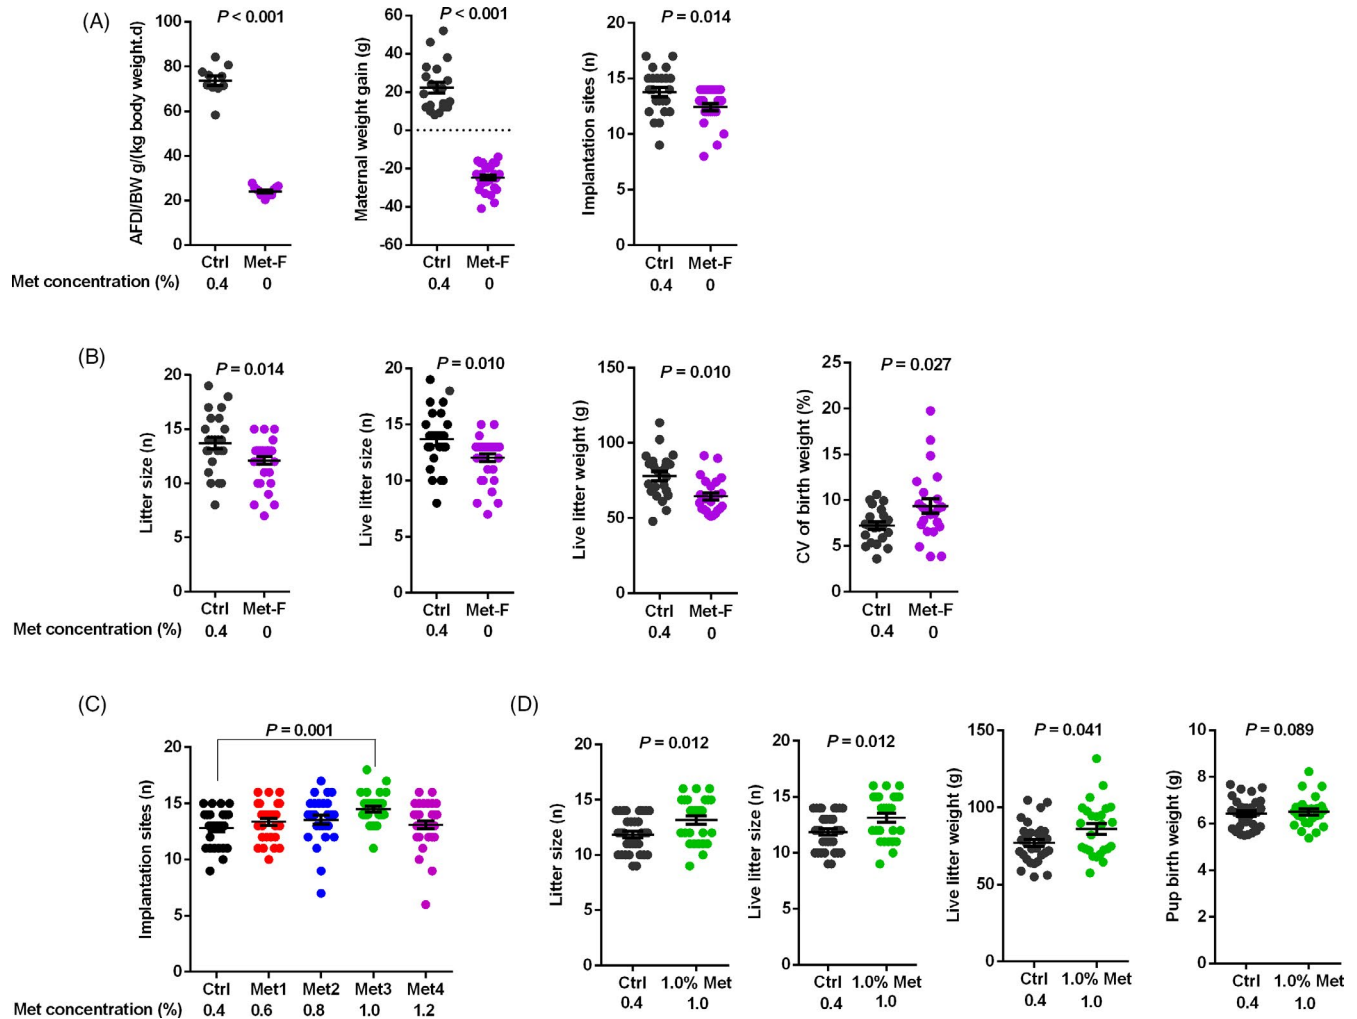 (A)
AFDI/BW g/(kg body weight.d)
P < 0.001
100
80
60
40
20
0
Ctrl Met-F
Met concentration (%) 0.4 0
Maternal weight gain (g)
P < 0.001
60
40
20
0
-20
-40
-60
Ctrl Met-F
0.4 0
Implantation sites (n)
P = 0.014
20
15
10
5
0
Ctrl Met-F
0.4 0
(B)
Litter size (n)
P = 0.014
20
15
10
5
0
Ctrl Met-F
Met concentration (%) 0.4 0
Live litter size (n)
P = 0.010
20
15
10
5
0
Ctrl Met-F
0.4 0
Live litter weight (g)
P = 0.010
150
100
50
0
Ctrl Met-F
0.4 0
CV of birth weight (%)
P = 0.027
25
20
15
10
5
0
Ctrl Met-F
0.4 0
(C)
Implantation sites (n)
P = 0.001
20
15
10
5
0
Ctrl Met1 Met2 Met3 Met4
Met concentration (%) 0.4 0.6 0.8 1.0 1.2
(D)
Litter size (n)
P = 0.012
20
15
10
5
0
Ctrl 1.0% Met
0.4 1.0
Live litter size (n)
P = 0.012
20
15
10
5
0
Ctrl 1.0% Met
0.4 1.0
Live litter weight (g)
P = 0.041
150
100
50
0
Ctrl 1.0% Met
0.4 1.0
Pup birth weight (g)
P = 0.089
10
8
6
4
2
0
Ctrl 1.0% Met
0.4 1.0